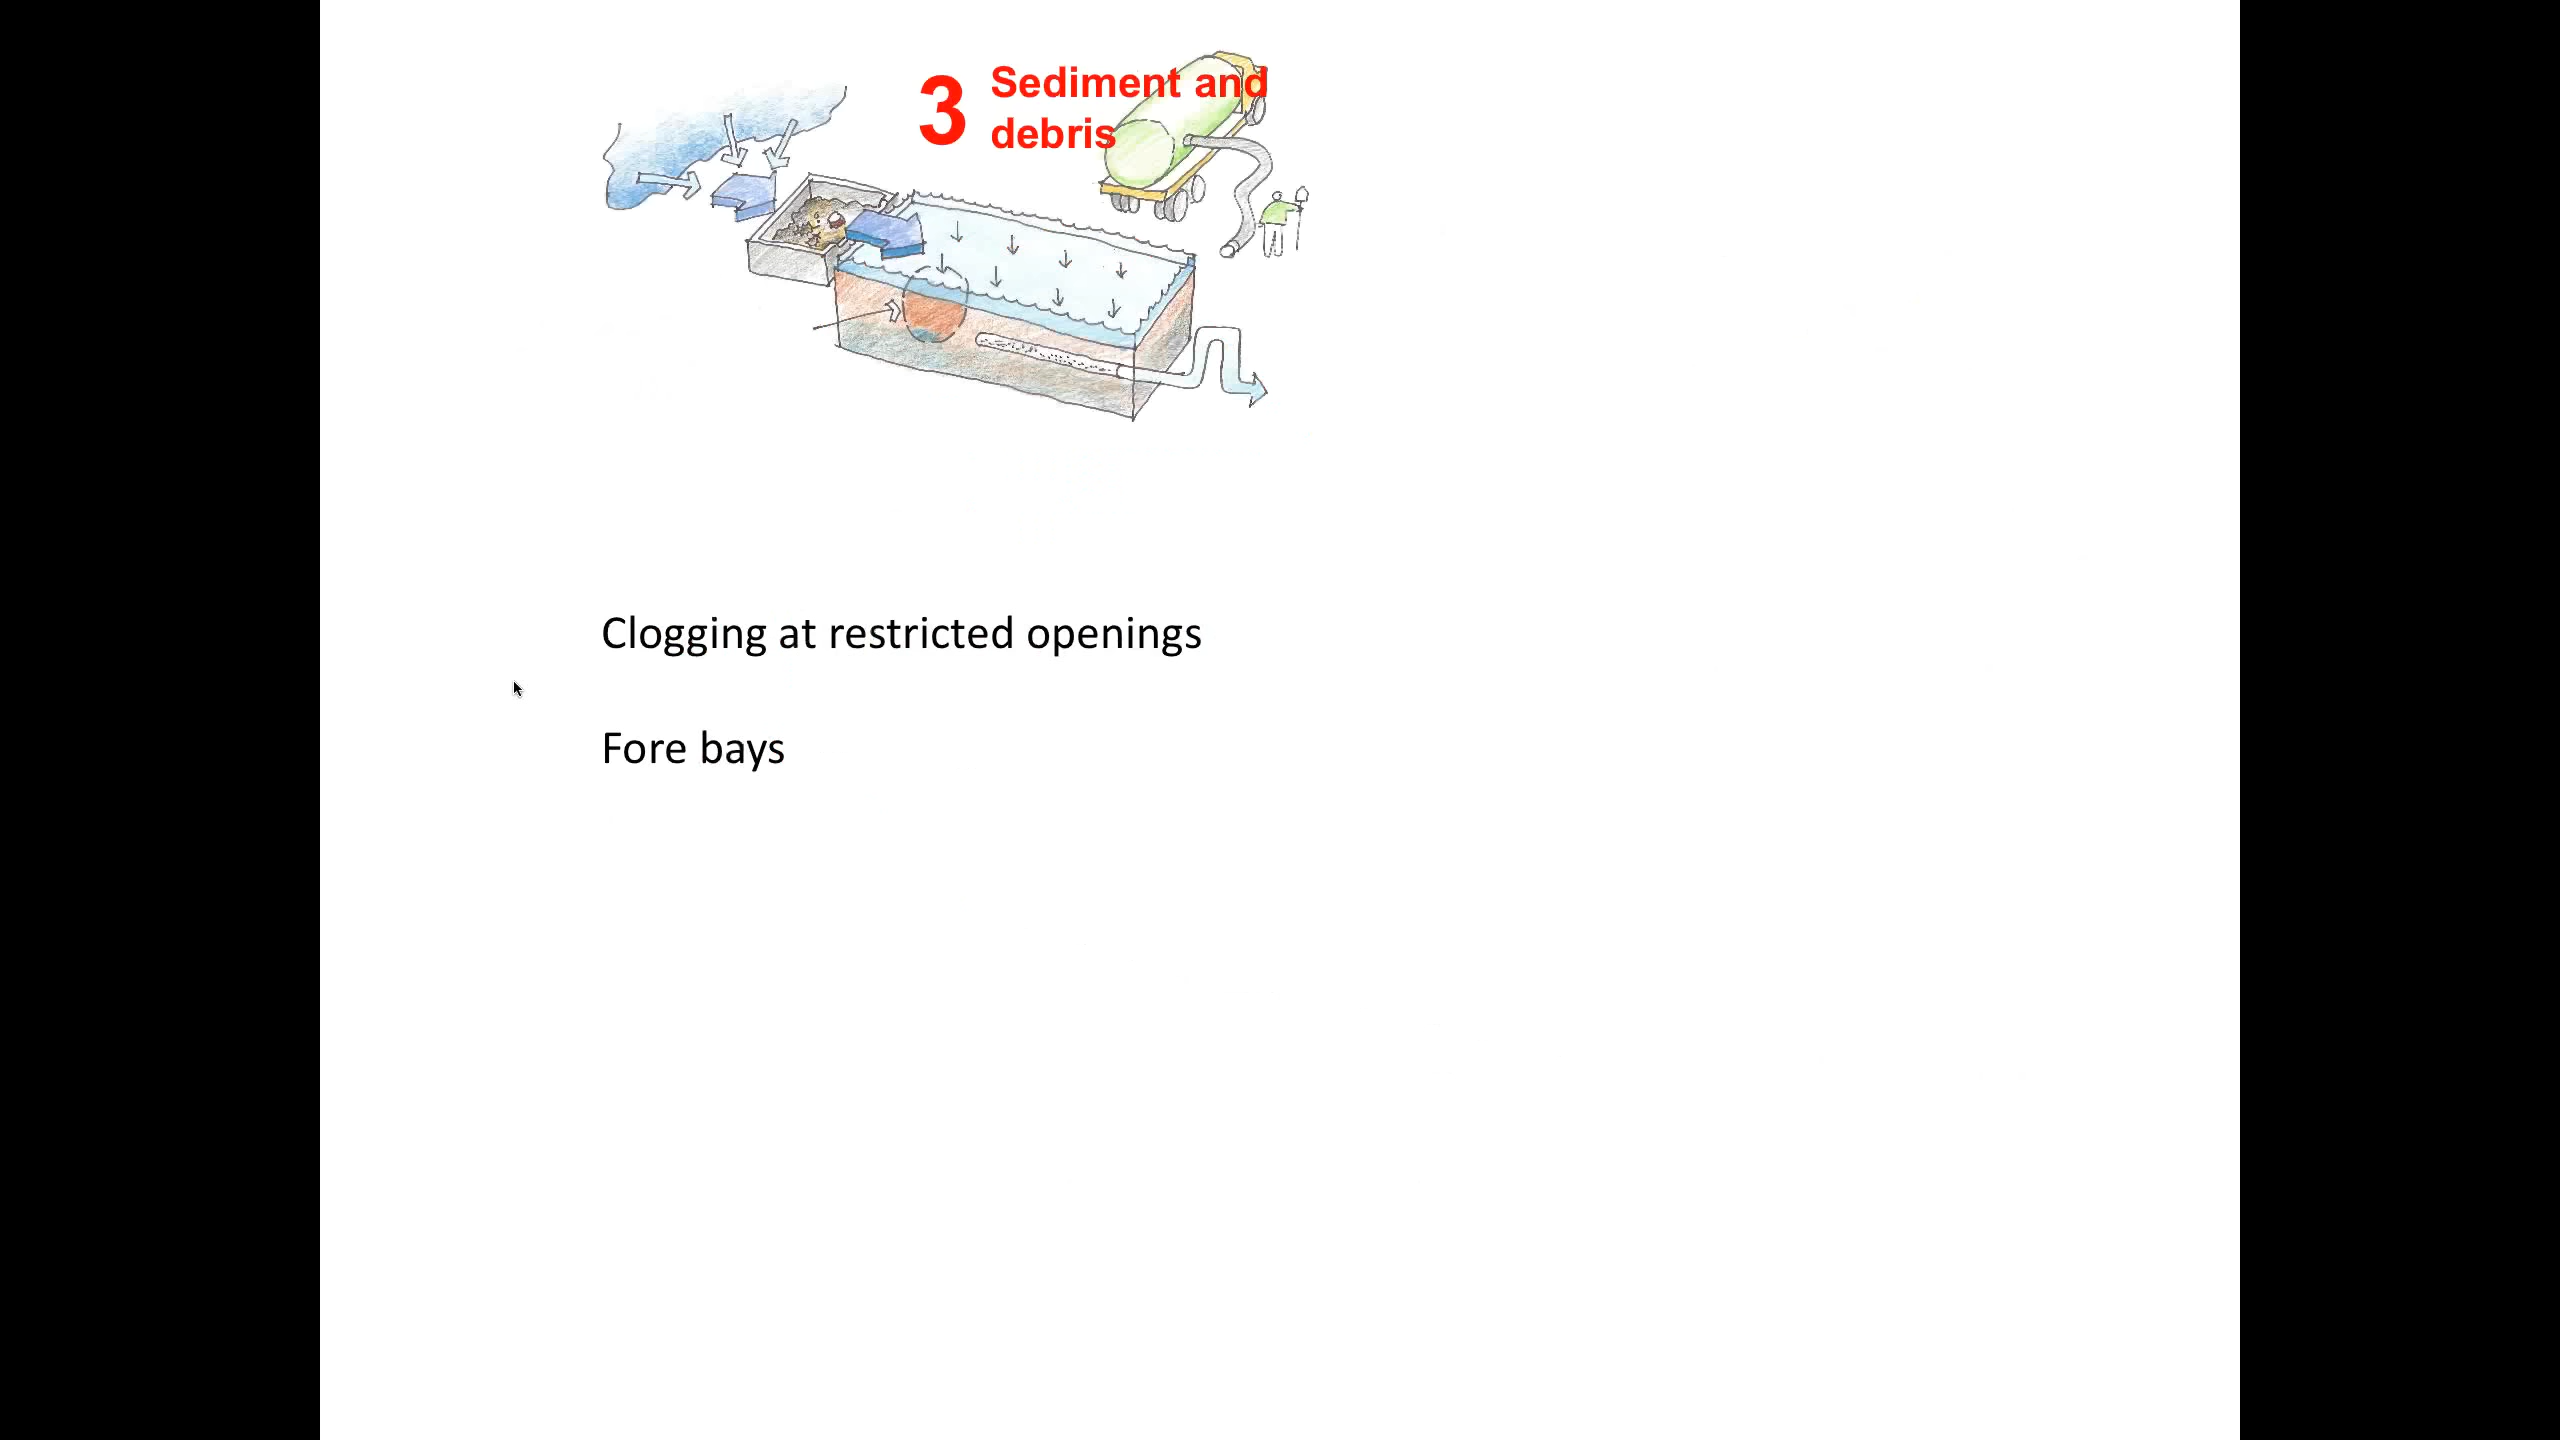 3
Sediment and
debris
Clogging at restricted openings
Fore bays